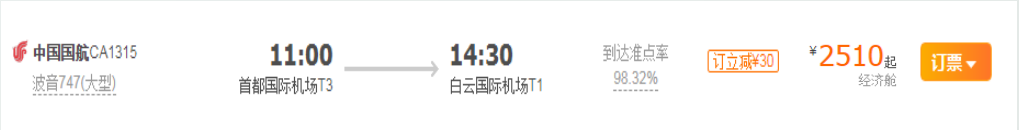 中国国航CA1315
波音747(大型)
11:00
首都国际机场T3
14:30
白云国际机场T1
到达准点率
98.32%
订立减¥30
¥2510起
经济舱
订票